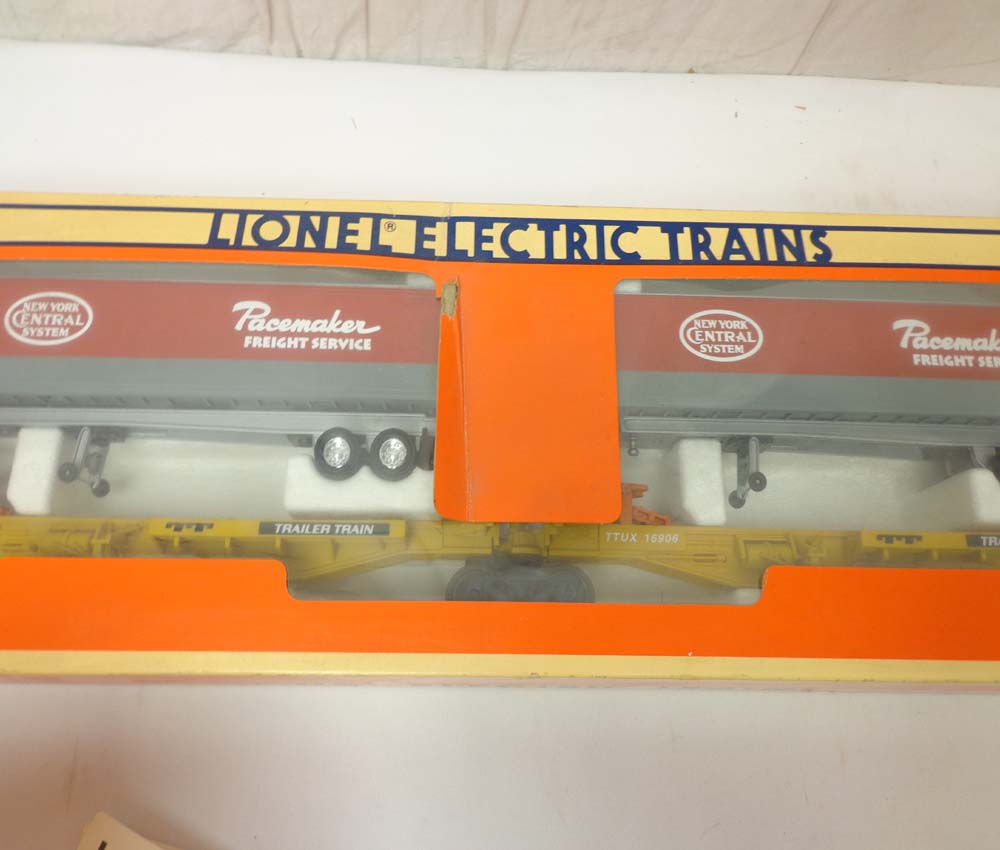 LIONEL® ELECTRIC TRAINS
NEW YORK
CENTRAL
SYSTEM
Pacemaker
FREIGHT SERVICE
NEW YORK
CENTRAL
SYSTEM
Pacemak
FREIGHT SER
TT
TRAILER TRAIN
TTUX 16906
TT
TRA